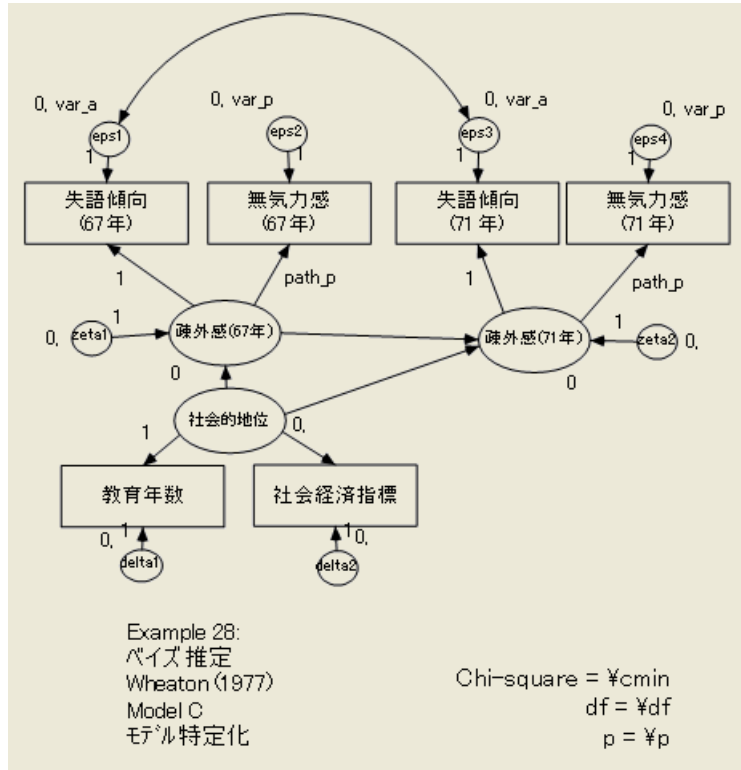 0, var_a
0, var_p
0, var_a
0, var_p
eps1
eps2
eps3
eps4
1
1
1
1
失語傾向
(67年)
無気力感
(67年)
失語傾向
(71年)
無気力感
(71年)
1
path_p
1
path_p
0,
zeta1
1
疎外感(67年)
疎外感(71年)
1
zeta2
0,
0
0
社会的地位
0,
1
教育年数
社会経済指標
0,
1
1
0,
delta1
delta2
Example 28:
ベイズ推定
Wheaton (1977)
Model C
モデル特定化
Chi-square = ¥cmin
df = ¥df
p = ¥p